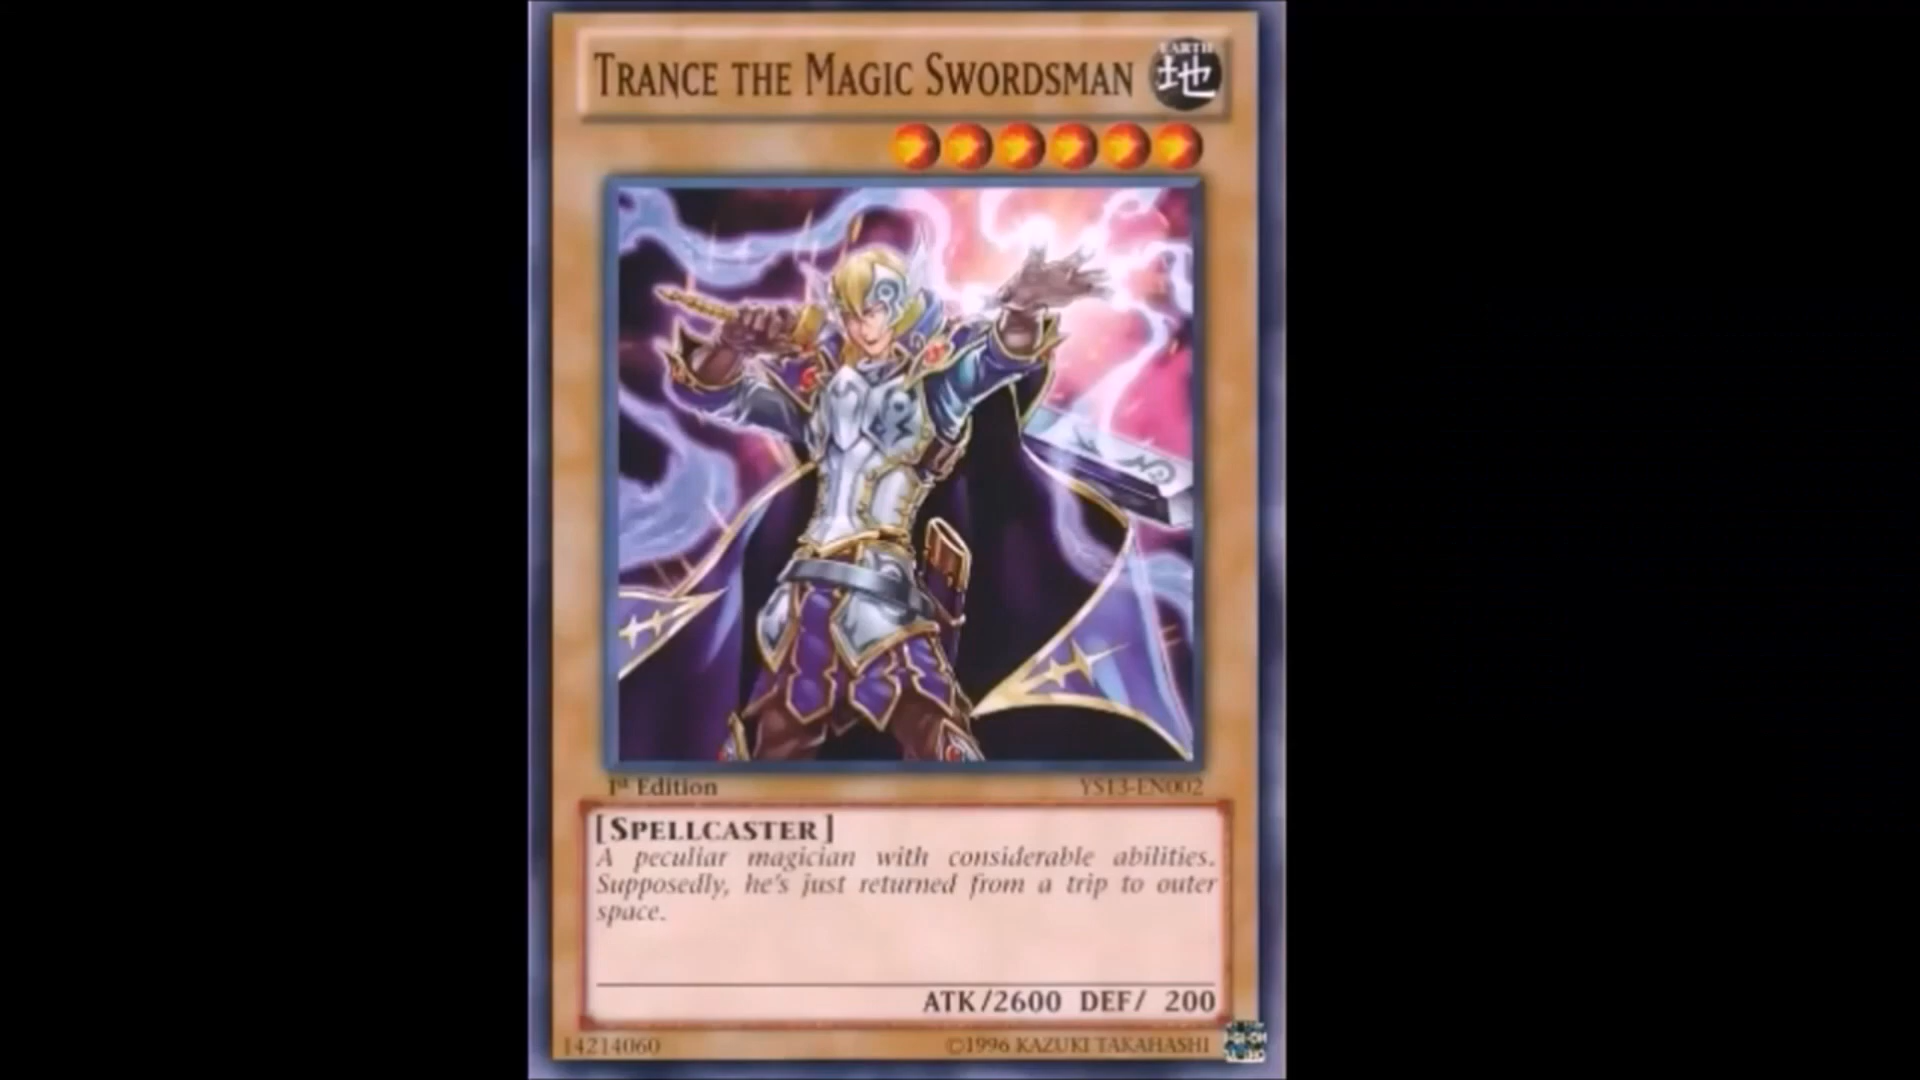 TRANCE THE MAGIC SWORDSMAN
EARTH
地
1st Edition
YS13-EN002
[SPELLCASTER]
A peculiar magician with considerable abilities.
Supposedly, he's just returned from a trip to outer
space.
ATK/2600 DEF/ 200
14214060
©1996 KAZUKI TAKAHASHI